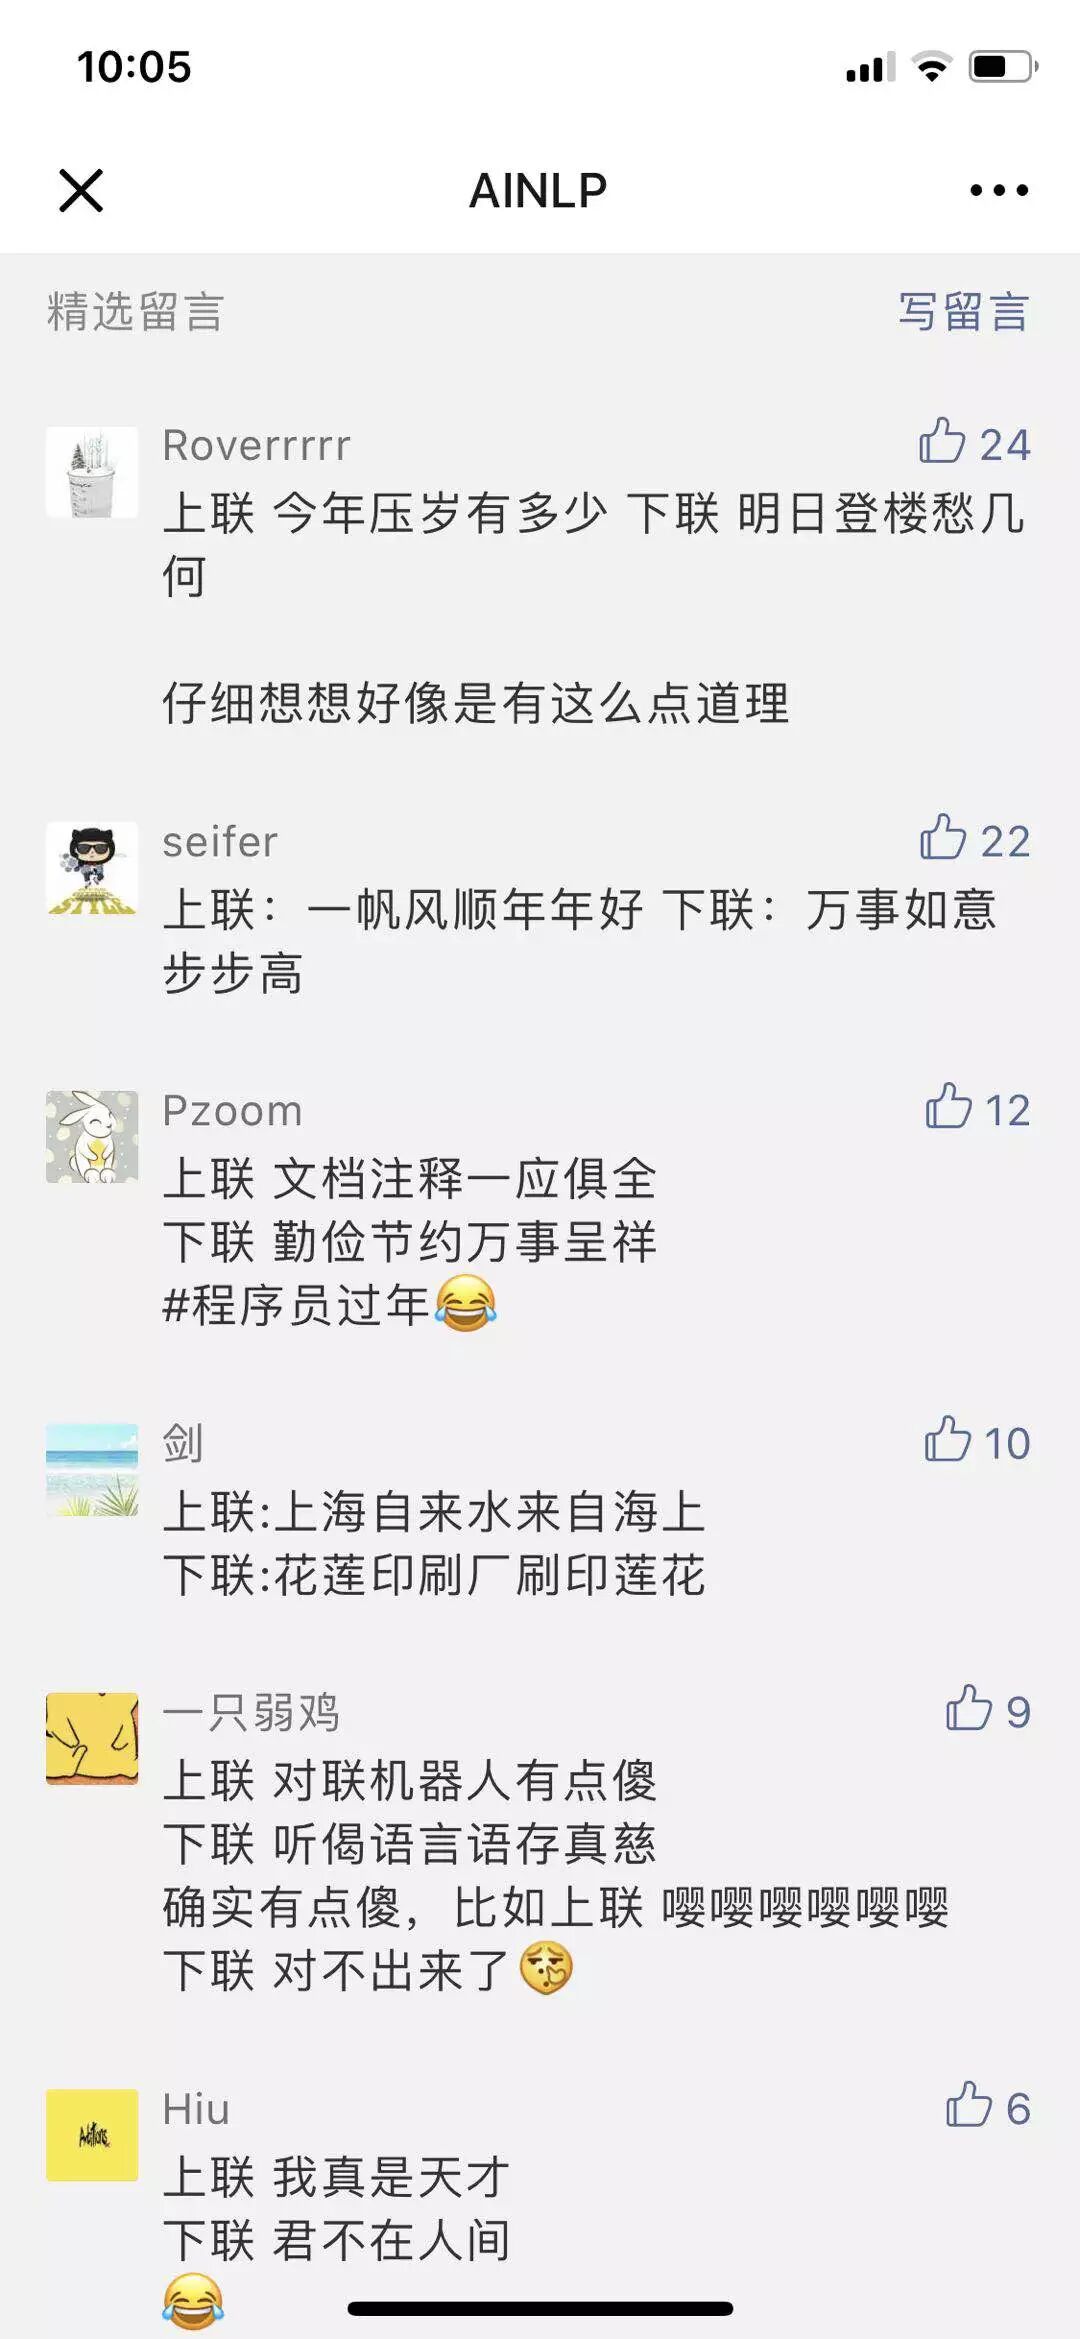 10:05
AINLP
精选留言 写留言
Roverrrrr 24
上联 今年压岁有多少 下联 明日登楼愁几
何
仔细想想好像是有这么点道理
seifer 22
上联：一帆风顺年年好 下联：万事如意
步步高
Pzoom 12
上联 文档注释一应俱全
下联 勤俭节约万事呈祥
#程序员过年😂
剑 10
上联:上海自来水来自海上
下联:花莲印刷厂刷印莲花
一只弱鸡 9
上联 对联机器人有点傻
下联 听偈语言语存真慈
确实有点傻，比如上联 嘤嘤嘤嘤嘤嘤
下联 对不出来了
Hiu 6
上联 我真是天才
下联 君不在人间
😂